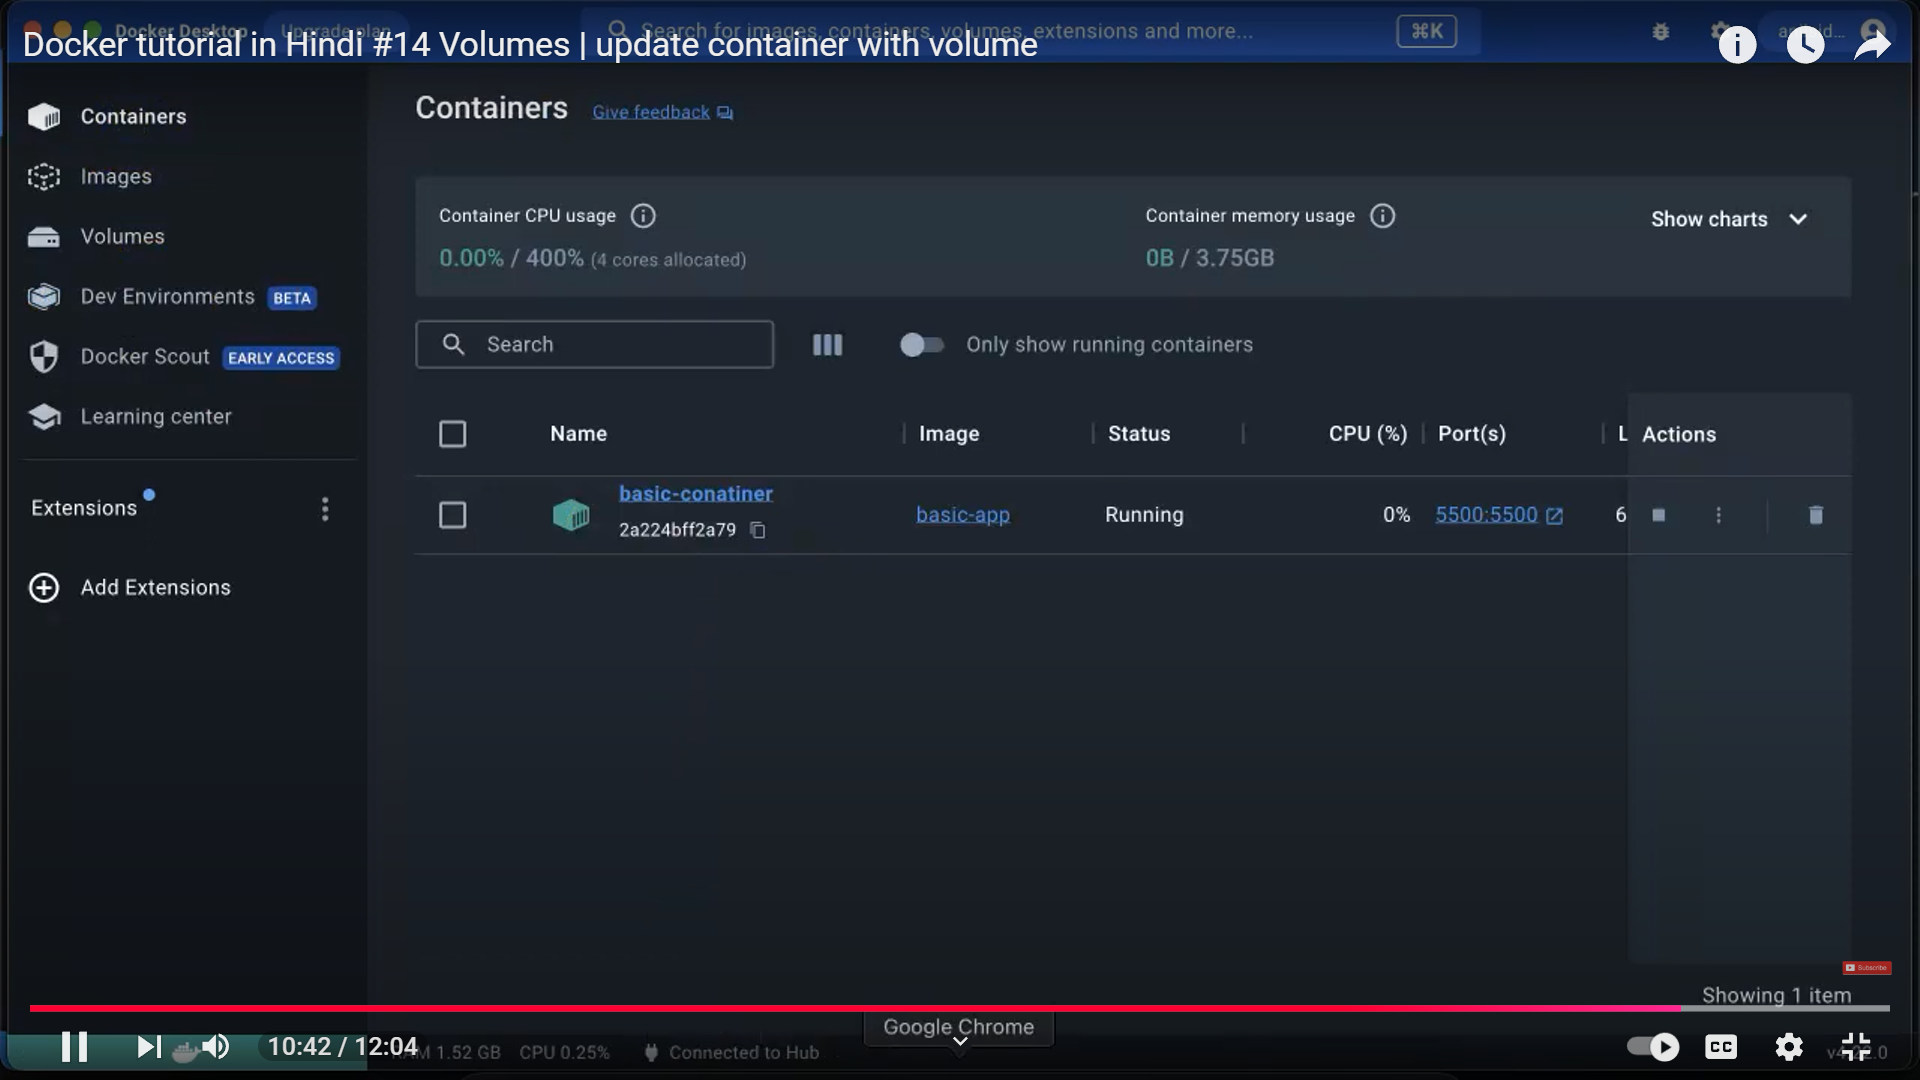 Docker Desktop Upgrade plan Search for images, containers, volumes, extensions and more... ⌘K
Docker tutorial in Hindi #14 Volumes | update container with volume
Containers
Images
Volumes
Dev Environments BETA
Docker Scout EARLY ACCESS
Learning center
Extensions
Add Extensions
Containers Give feedback
Container CPU usage
0.00% / 400% (4 cores allocated)
Container memory usage
0B / 3.75GB
Show charts
Search
Only show running containers
Name Image Status CPU (%) Port(s) L Actions
basic-conatiner
2a224bff2a79
basic-app Running 0% 5500:5500 6
Subscribe
Showing 1 item
Google Chrome
10:42 / 12:04
1.52 GB CPU 0.25% Connected to Hub
CC